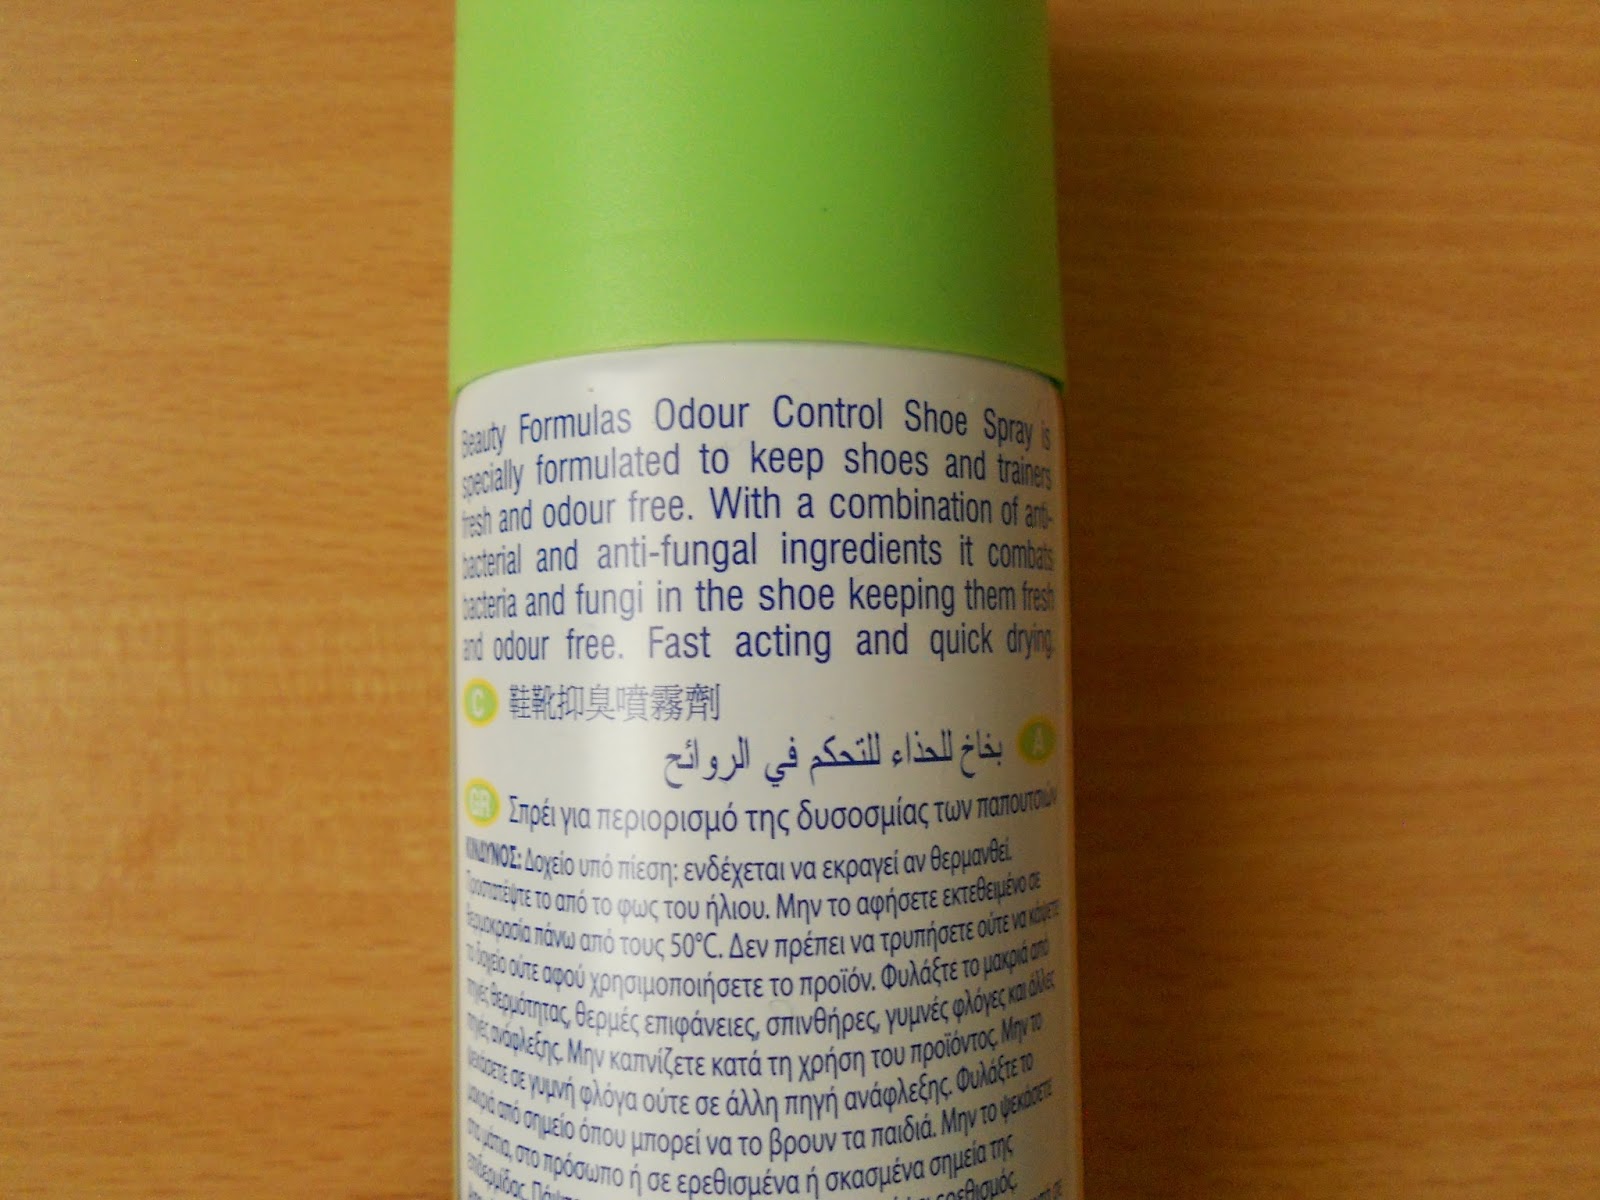 Beauty Formulas Odour Control Shoe Spray is
specially formulated to keep shoes and trainers
fresh and odour free. With a combination of anti-
bacterial and anti-fungal ingredients it combats
bacteria and fungi in the shoe keeping them fresh
and odour free. Fast acting and quick drying.
C 鞋靴抑臭噴霧劑
A بخاخ للحذاء للتحكم في الروائح
GR Σπρέι για περιορισμό της δυσοσμίας των παπουτσιών
ΚΙΝΔΥΝΟΣ: Δοχείο υπό πίεση: ενδέχεται να εκραγεί αν θερμανθεί.
Προστατέψτε το από το φως του ήλιου. Μην το αφήσετε εκτεθειμένο σε
θερμοκρασία πάνω από τους 50°C. Δεν πρέπει να τρυπήσετε ούτε να κάψετε
το δοχείο ούτε αφού χρησιμοποιήσετε το προϊόν. Φυλάξτε το μακριά από
πηγές θερμότητας, θερμές επιφάνειες, σπινθήρες, γυμνές φλόγες και άλλες
πηγές ανάφλεξης. Μην καπνίζετε κατά τη χρήση του προϊόντος. Μην το
ψεκάσετε σε γυμνή φλόγα ούτε σε άλλη πηγή ανάφλεξης. Φυλάξτε το
μακριά από σημείο όπου μπορεί να το βρουν τα παιδιά. Μην το ψεκάσετε
στα μάτια, στο πρόσωπο ή σε ερεθισμένα ή σκασμένα σημεία της
επιδερμίδας. ερεθισμός.